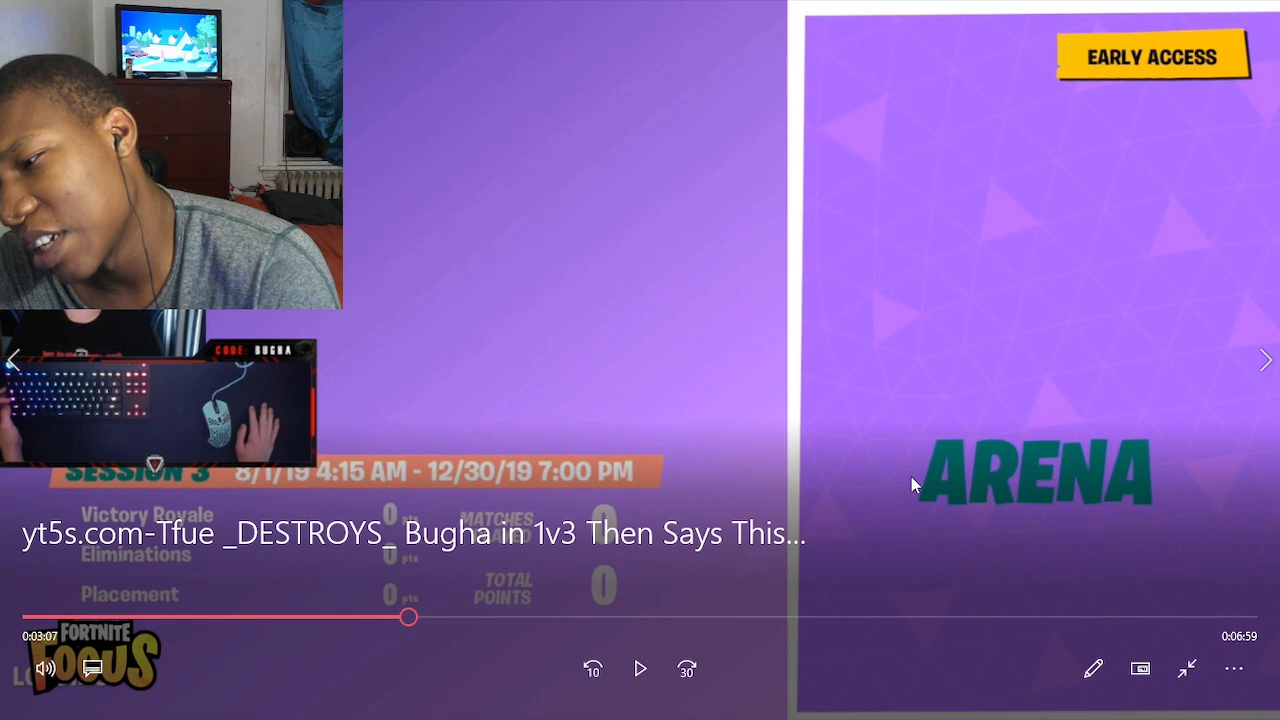 EARLY ACCESS
CODE: BUGHA
SESSION 3 8/1/19 4:15 AM - 12/30/19 7:00 PM
ARENA
Victory Royale 0 pts MATCHES 0
yt5s.com-Tfue _DESTROYS_ Bugha in 1v3 Then Says This...
Eliminations 0 pts
Placement 0 pts TOTAL POINTS 0
0:03:07
0:06:59
FORTNITE
FOCUS
10
30